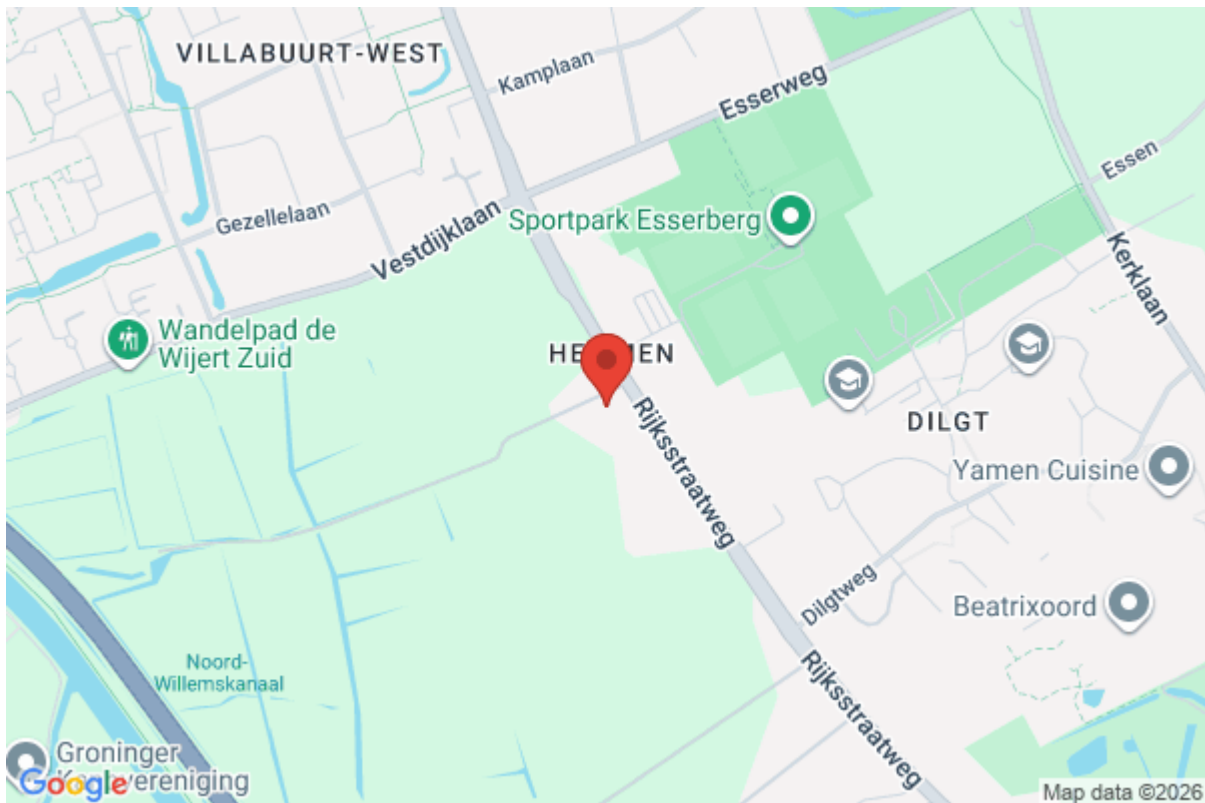 VILLABUURT-WEST
Kamplaan
Esserweg
Essen
Gezellelaan
Vestdijklaan
Sportpark Esserberg
Kerklaan
Wandelpad de
Wijert Zuid
Rijksstraatweg
DILGT
Yamen Cuisine
Dilgtweg
Beatrixoord
Noord-
Willemskanaal
Rijksstraatweg
Groninger
Google
Map data ©2026